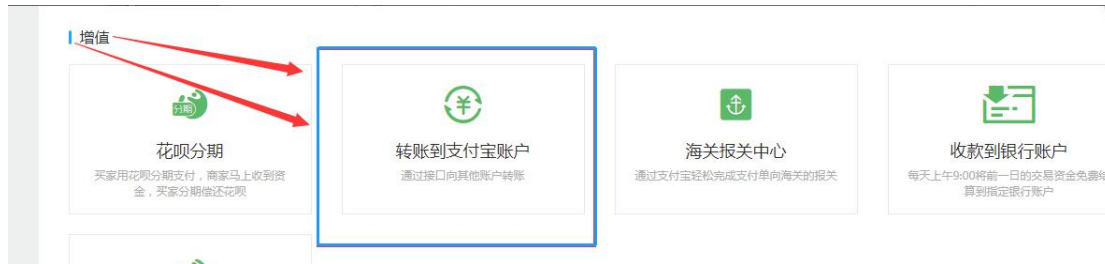 增值
分期
花呗分期
买家用花呗分期支付，商家马上收到资
金，买家分期偿还花呗
转账到支付宝账户
通过接口向其他账户转账
海关报关中心
通过支付宝轻松完成支付单向海关的报关
收款到银行账户
每天上午9:00将前一日的交易资金免费结
算到指定银行账户